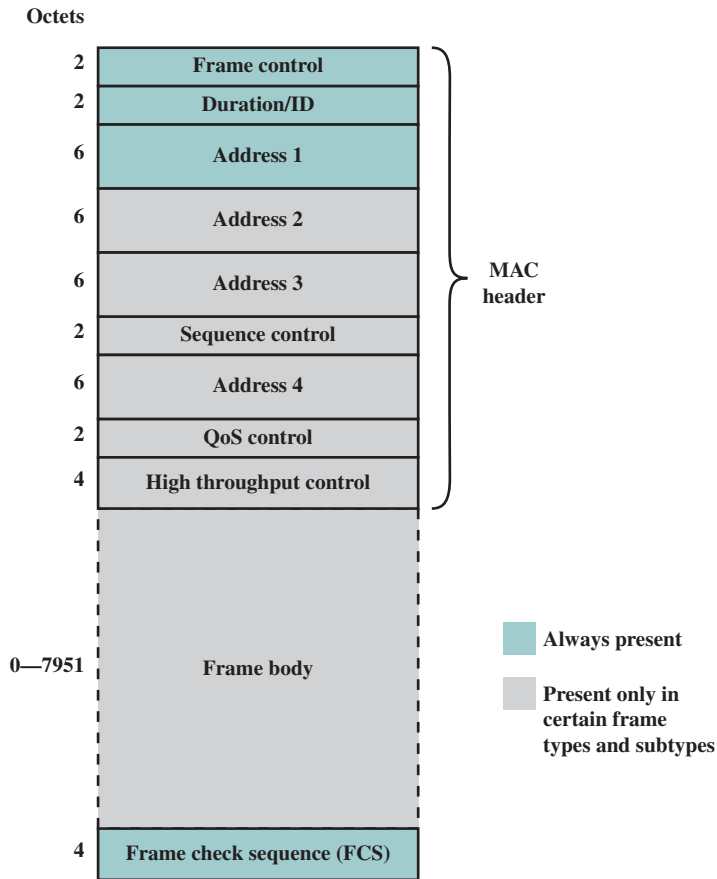 Octets
2 Frame control
2 Duration/ID
6 Address 1
6 Address 2
6 Address 3
2 Sequence control
6 Address 4
2 QoS control
4 High throughput control
MAC
header
0—7951 Frame body
Always present
Present only in
certain frame
types and subtypes
4 Frame check sequence (FCS)